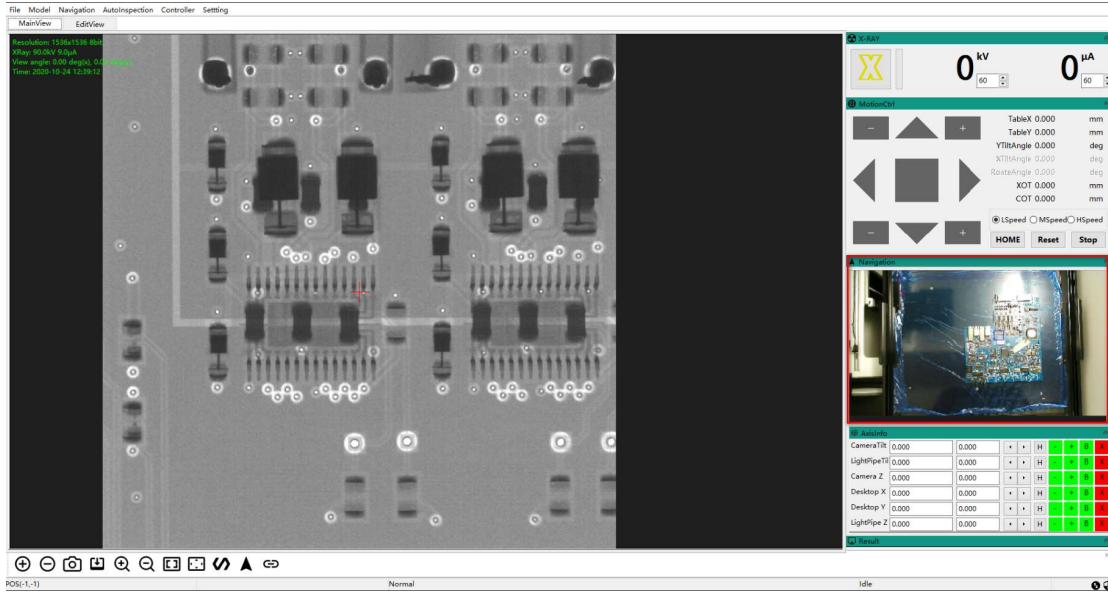 File Model Navigation AutoInspection Controller Settting
MainView EditView
Resolution: 1536x1536 8bit
XRay: 90.0kV 9.0μA
View angle: 0.00 deg(x), 0.0
Time: 2020-10-24 12:39:12
X-RAY
0 kV 60 0 μA 60
MotionCtrl
TableX 0.000 mm
TableY 0.000 mm
YTiltAngle 0.000 deg
XTiltAngle 0.000 deg
RoateAngle 0.000 deg
XOT 0.000 mm
COT 0.000 mm
LSpeed MSpeed HSpeed
HOME Reset Stop
Navigation
AxisInfo
CameraTilt 0.000 0.000 H - + B X
LightPipeTil 0.000 0.000 H - + B X
Camera Z 0.000 0.000 H - + B X
Desktop X 0.000 0.000 H - + B X
Desktop Y 0.000 0.000 H - + B X
LightPipe Z 0.000 0.000 H - + B X
Result
POS(-1,-1) Normal Idle